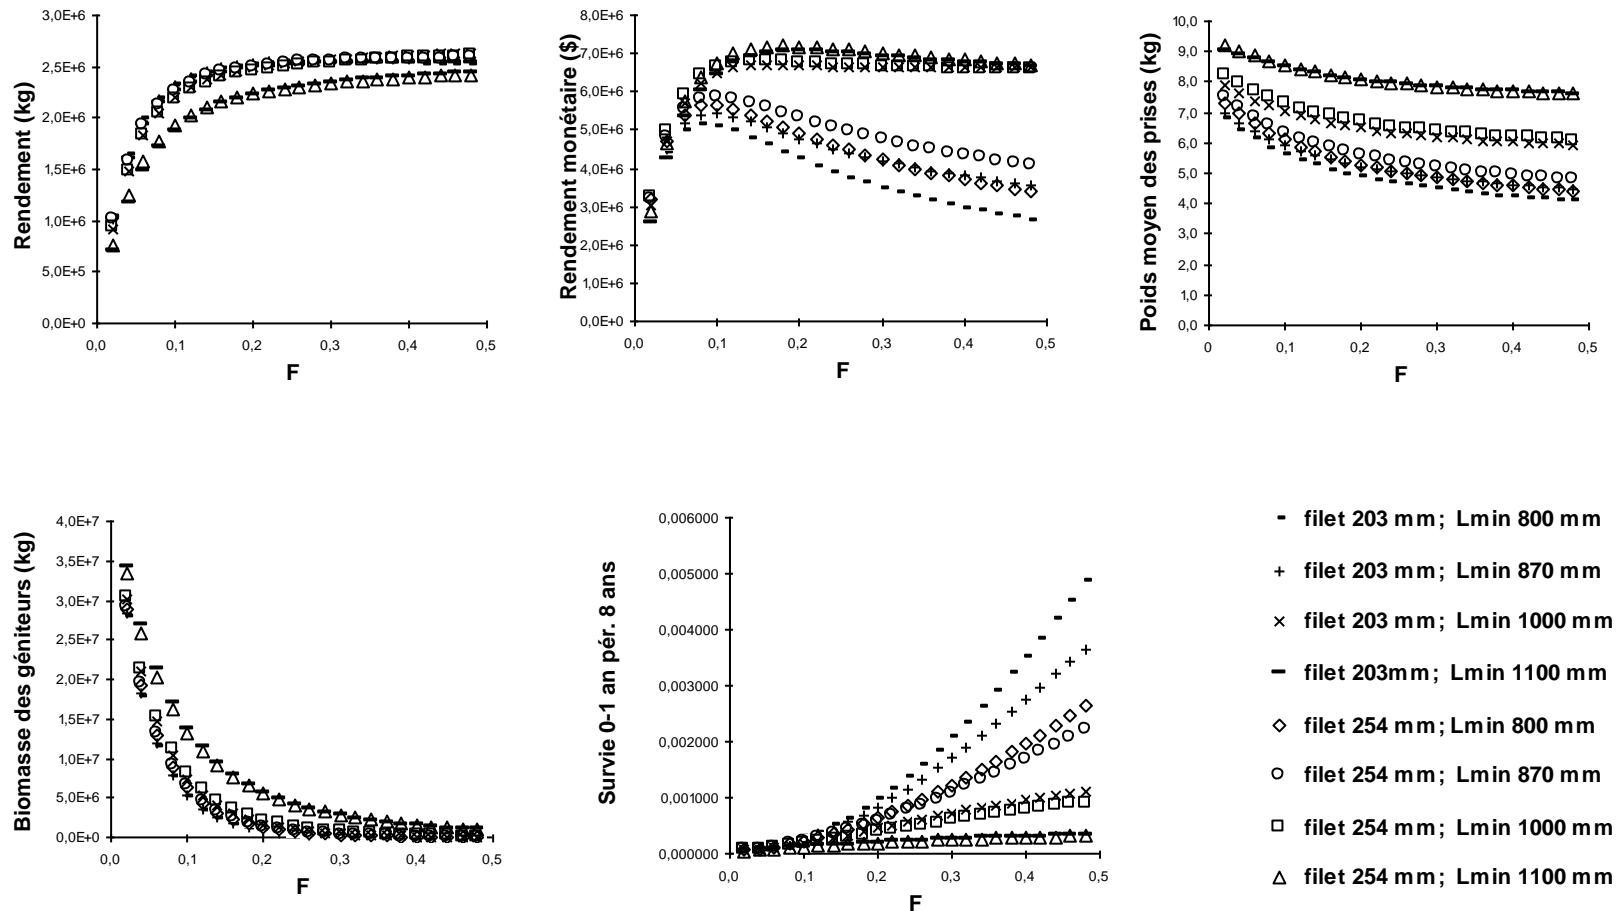 Rendement (kg)
3,0E+6
2,5E+6
2,0E+6
1,5E+6
1,0E+6
5,0E+5
0,0E+0
0,0 0,1 0,2 0,3 0,4 0,5
F
Rendement monétaire ($)
8,0E+6
7,0E+6
6,0E+6
5,0E+6
4,0E+6
3,0E+6
2,0E+6
1,0E+6
0,0E+0
0,0 0,1 0,2 0,3 0,4 0,5
F
Poids moyen des prises (kg)
10,0
9,0
8,0
7,0
6,0
5,0
4,0
3,0
2,0
1,0
0,0
0 0,1 0,2 0,3 0,4 0,5
F
Biomasse des géniteurs (kg)
4,0E+7
3,5E+7
3,0E+7
2,5E+7
2,0E+7
1,5E+7
1,0E+7
5,0E+6
0,0E+0
0,0 0,1 0,2 0,3 0,4 0,5
F
Survie 0-1 an pér. 8 ans
0,006000
0,005000
0,004000
0,003000
0,002000
0,001000
0,000000
0,0 0,1 0,2 0,3 0,4 0,5
F
filet 203 mm; Lmin 800 mm
filet 203 mm; Lmin 870 mm
filet 203 mm; Lmin 1000 mm
filet 203mm; Lmin 1100 mm
filet 254 mm; Lmin 800 mm
filet 254 mm; Lmin 870 mm
filet 254 mm; Lmin 1000 mm
filet 254 mm; Lmin 1100 mm